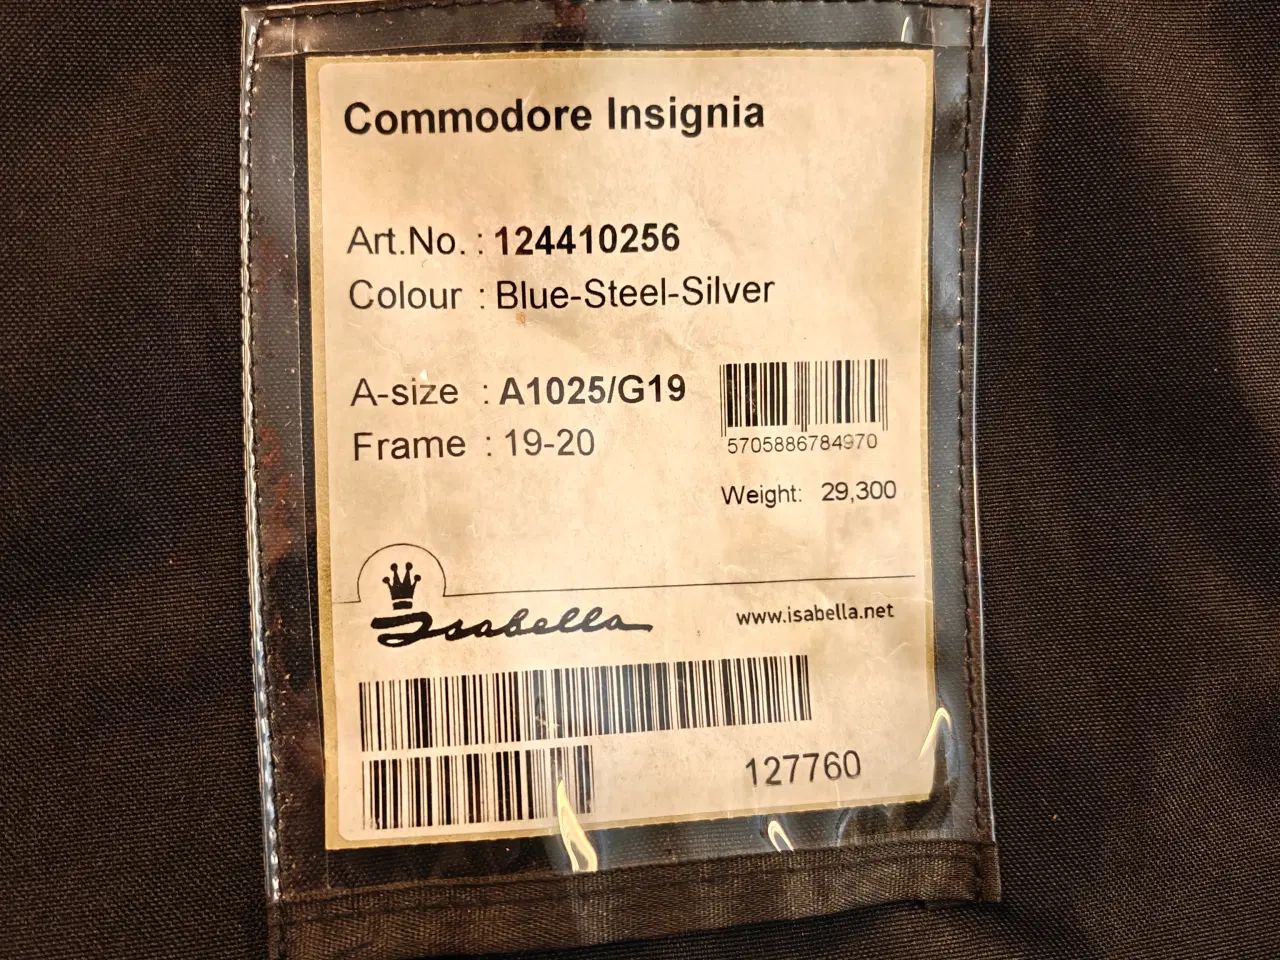 Commodore Insignia
Art.No. : 124410256
Colour : Blue-Steel-Silver
A-size : A1025/G19
Frame : 19-20
5705886784970
Weight: 29,300
Isabella
www.isabella.net
127760